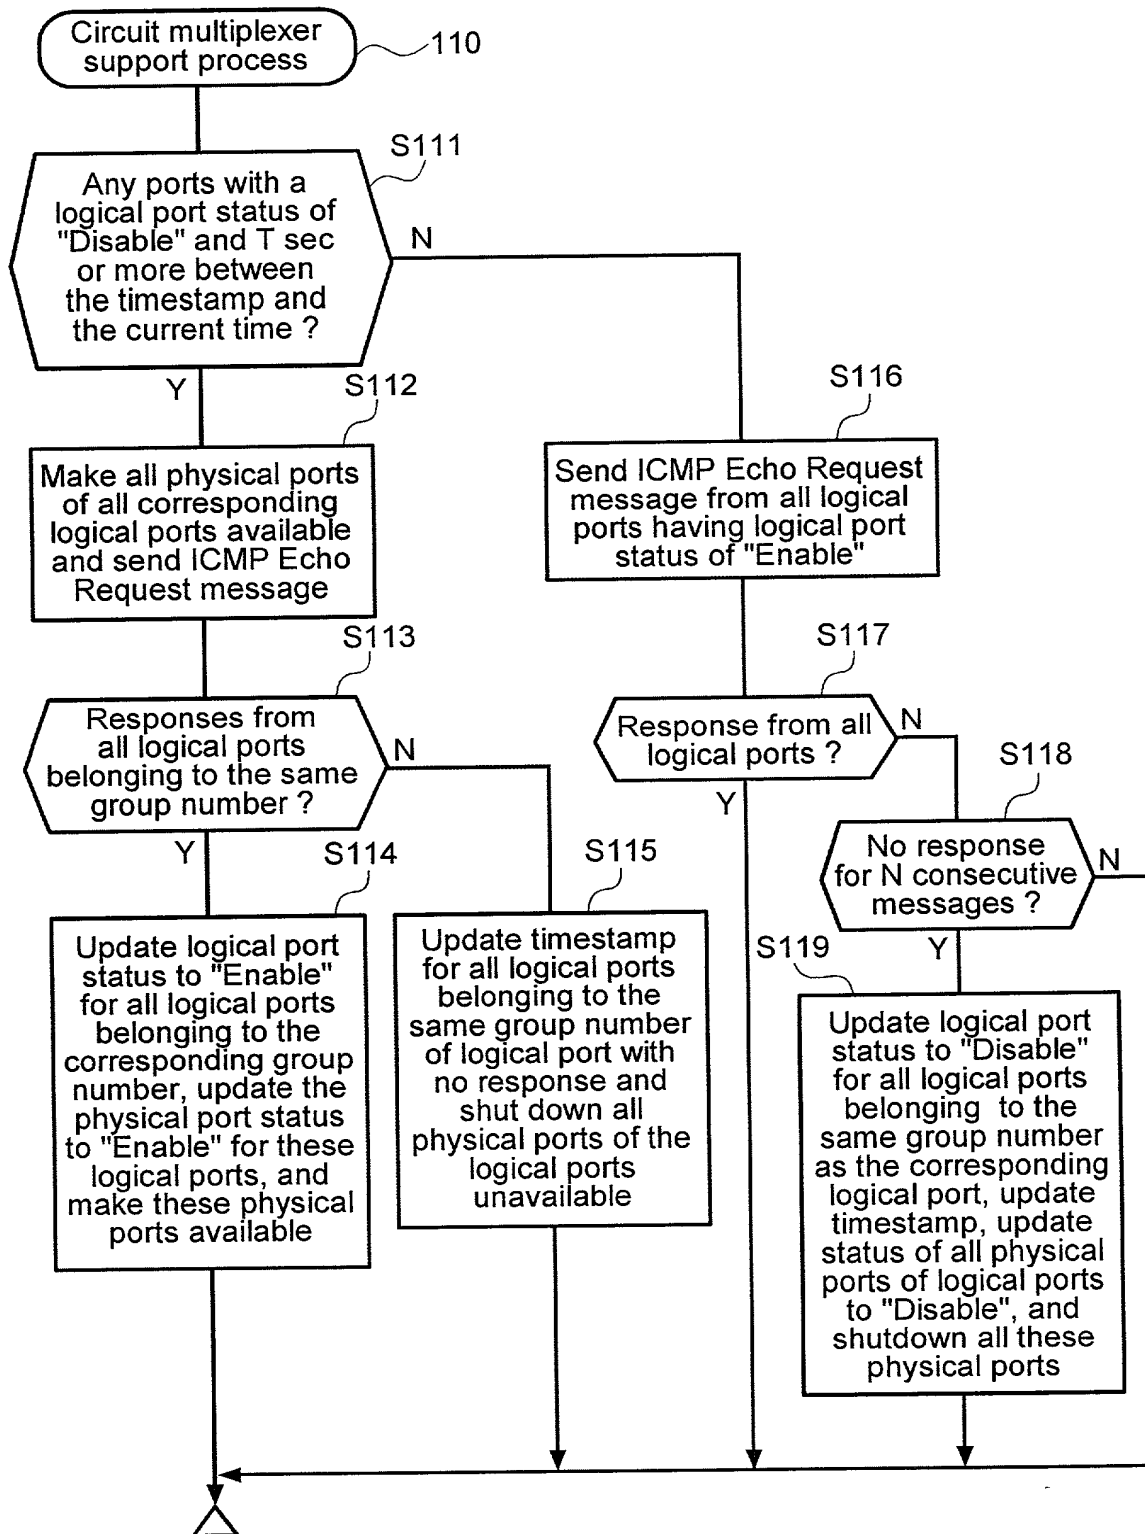 Circuit multiplexer
support process
110
S111
Any ports with a
logical port status of
"Disable" and T sec
or more between
the timestamp and
the current time ?
N
Y
S112
Make all physical ports
of all corresponding
logical ports available
and send ICMP Echo
Request message
S113
Responses from
all logical ports
belonging to the same
group number ?
N
Y
S114
Update logical port
status to "Enable"
for all logical ports
belonging to the
corresponding group
number, update the
physical port status
to "Enable" for these
logical ports, and
make these physical
ports available
S115
Update timestamp
for all logical ports
belonging to the
same group number
of logical port with
no response and
shut down all
physical ports of the
logical ports
unavailable
S116
Send ICMP Echo Request
message from all logical
ports having logical port
status of "Enable"
S117
Response from all
logical ports ?
N
Y
S118
No response
for N consecutive
messages ?
N
Y
S119
Update logical port
status to "Disable"
for all logical ports
belonging to the
same group number
as the corresponding
logical port, update
timestamp, update
status of all physical
ports of logical ports
to "Disable", and
shutdown all these
physical ports